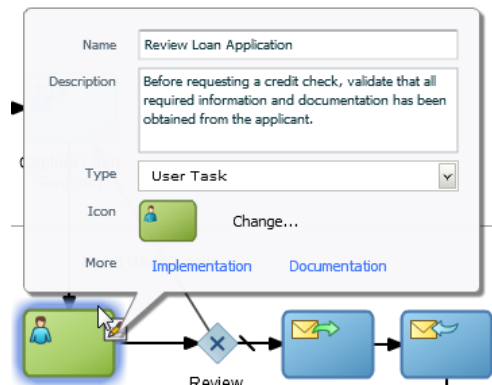 Name Review Loan Application
Description Before requesting a credit check, validate that all
required information and documentation has been
obtained from the applicant.
Type User Task
Icon Change...
More Implementation Documentation
Review